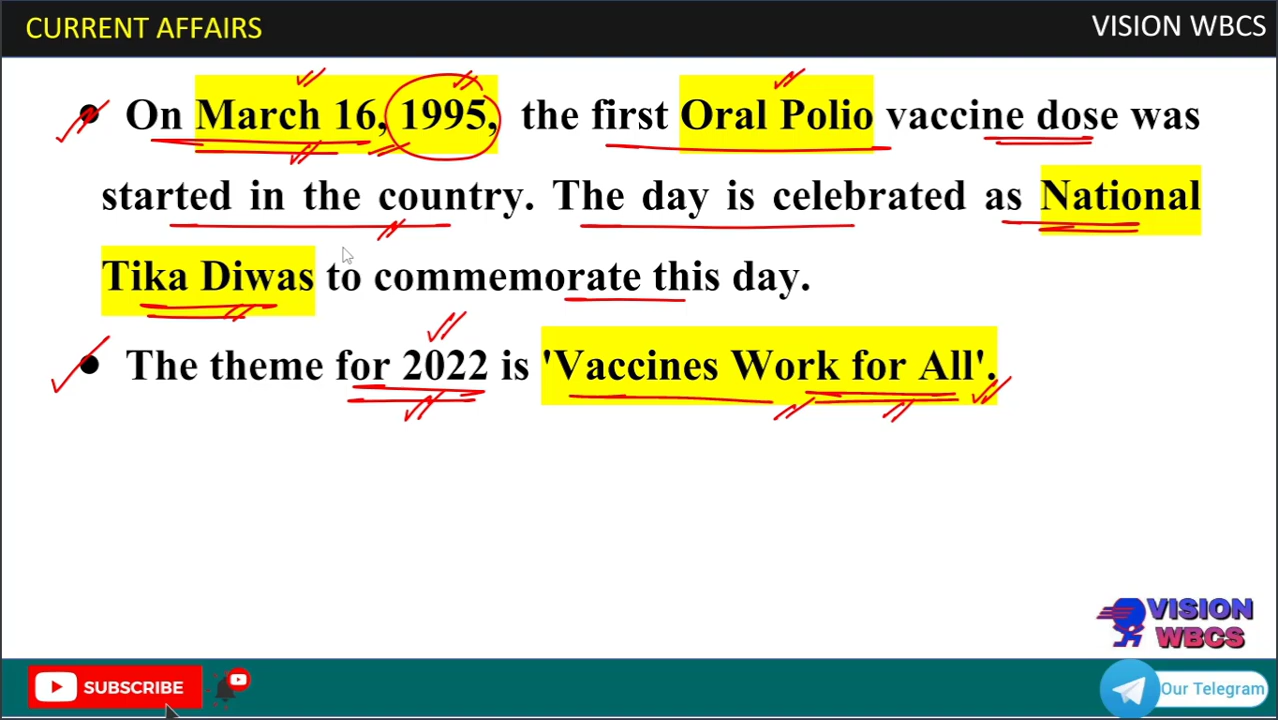 CURRENT AFFAIRS
VISION WBCS
On March 16, 1995, the first Oral Polio vaccine dose was
started in the country. The day is celebrated as National
Tika Diwas to commemorate this day.
The theme for 2022 is 'Vaccines Work for All'.
VISION
WBCS
SUBSCRIBE
Our Telegram